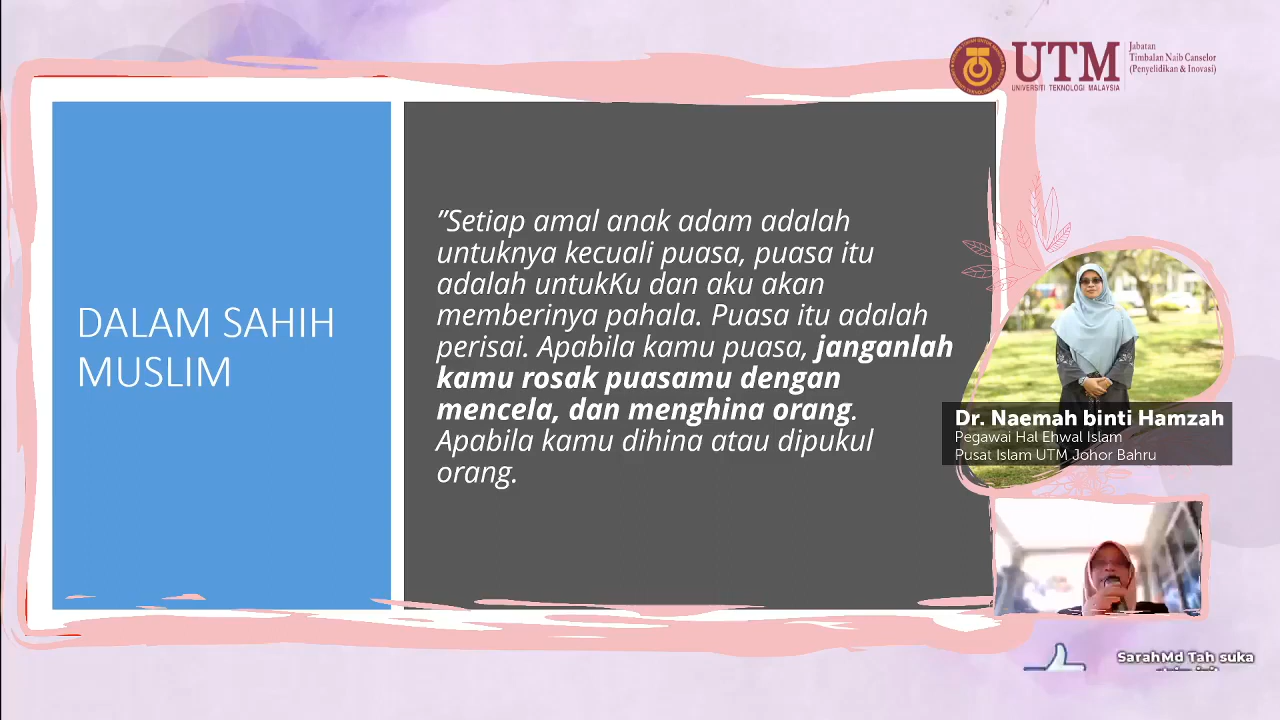 UTM
UNIVERSITI TEKNOLOGI MALAYSIA
Jabatan
Timbalan Naib Canselor
(Penyelidikan & Inovasi)
DALAM SAHIH
MUSLIM
”Setiap amal anak adam adalah
untuknya kecuali puasa, puasa itu
adalah untukKu dan aku akan
memberinya pahala. Puasa itu adalah
perisai. Apabila kamu puasa, janganlah
kamu rosak puasamu dengan
mencela, dan menghina orang.
Apabila kamu dihina atau dipukul
orang.
Dr. Naemah binti Hamzah
Pegawai Hal Ehwal Islam
Pusat Islam UTM Johor Bahru
SarahMd Tah suka